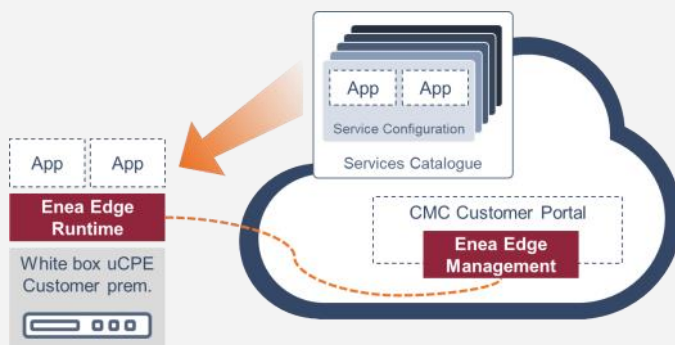 App App
Service Configuration
Services Catalogue
App App
Enea Edge
Runtime
White box uCPE
Customer prem.
CMC Customer Portal
Enea Edge
Management